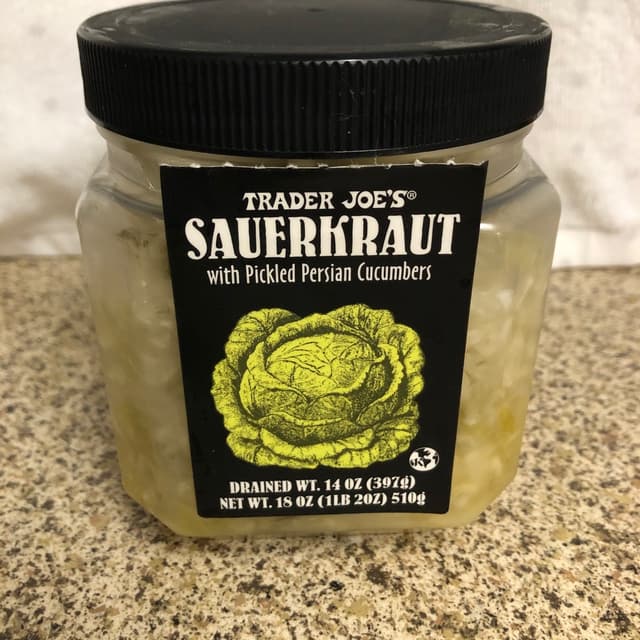 TRADER JOE'S®
SAUERKRAUT
with Pickled Persian Cucumbers
DRAINED WT. 14 OZ (397g)
NET WT. 18 OZ (1LB 2OZ) 510g